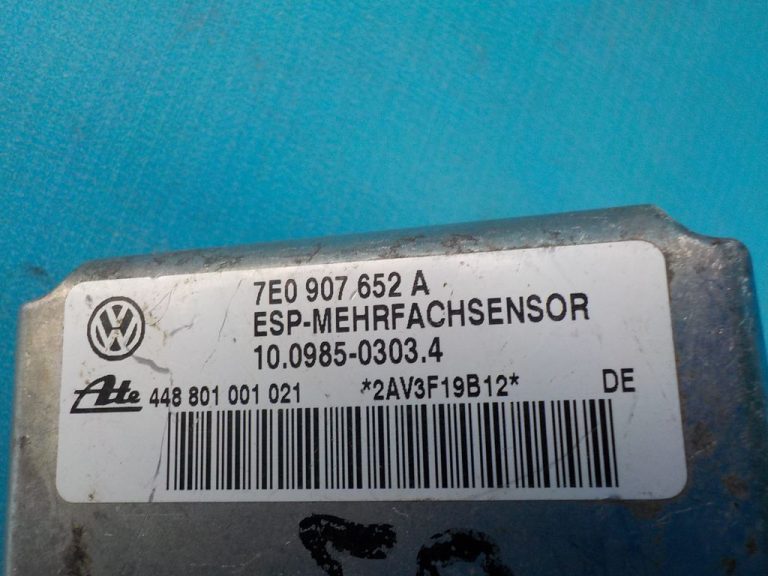 7E0 907 652 A
ESP-MEHRFACHSENSOR
10.0985-0303.4
Ate 448 801 001 021 *2AV3F19B12* DE